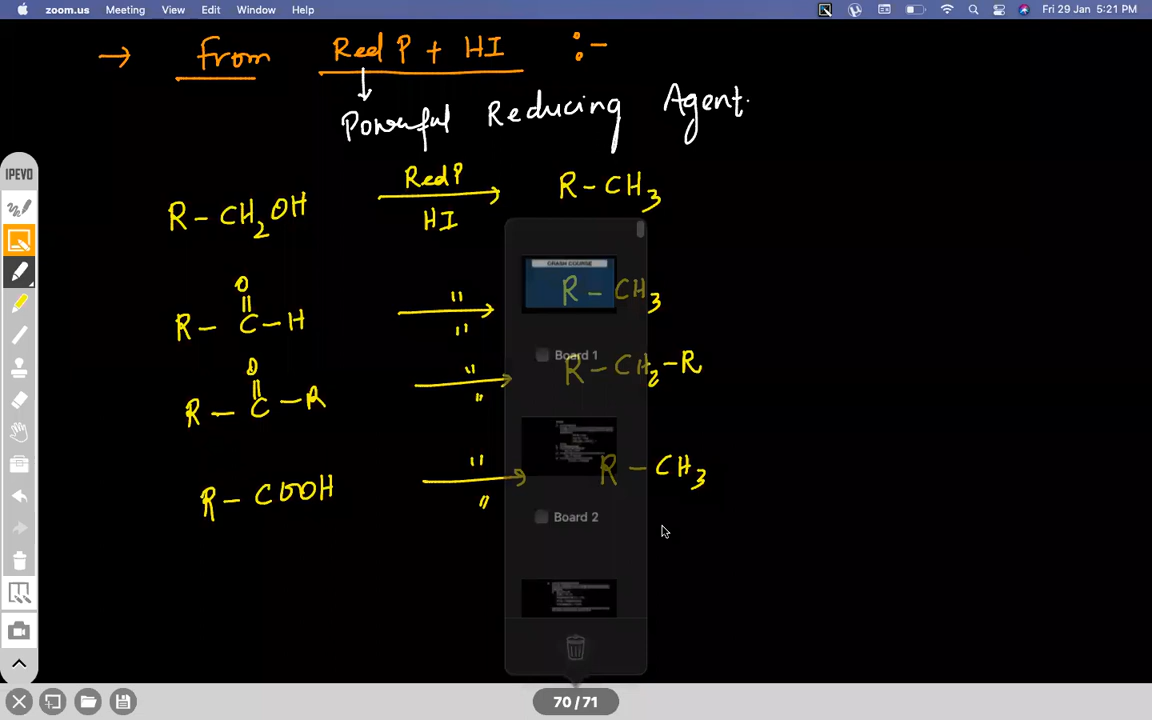 zoom.us Meeting View Edit Window Help Fri 29 Jan 5:21 PM
→ From Red P + HI :-
Powerful Reducing Agent.
IPEVO
R - CH2OH Red P HI → R - CH3
CRASH COURSE
O
R - C - H " " → R - CH3
Board 1
O
R - C - R " " → R - CH2 - R
R - COOH " " → R - CH3
Board 2
70 / 71